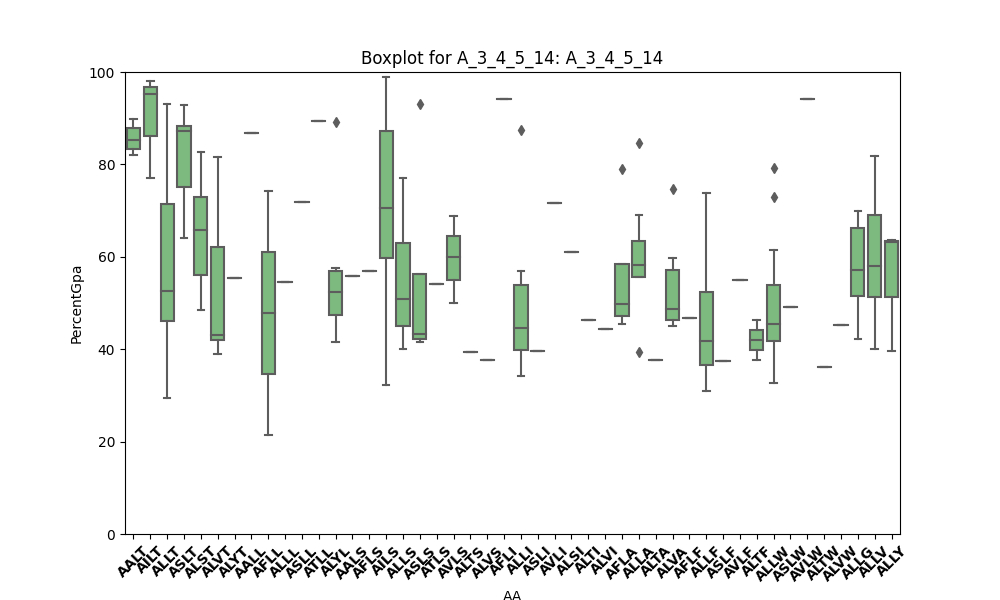 Boxplot for A_3_4_5_14: A_3_4_5_14
PercentGpa
100
80
60
40
20
0
AALT AILT ALLT ASLT ALST ALVT ALYT AALL AFLL ALLL ASLL ATLL ALYL AALS AFLS AILS ALLS ASLS ATLS AVLS ALTS ALVS AFLI ALLI ASLI AVLI ALSI ALTI ALVI AFLA ALLA ALTA ALVA AFLF ALLF ASLF AVLF ALTF ALLW ASLW AVLW ALTW ALVW ALLG ALLV ALLY
AA